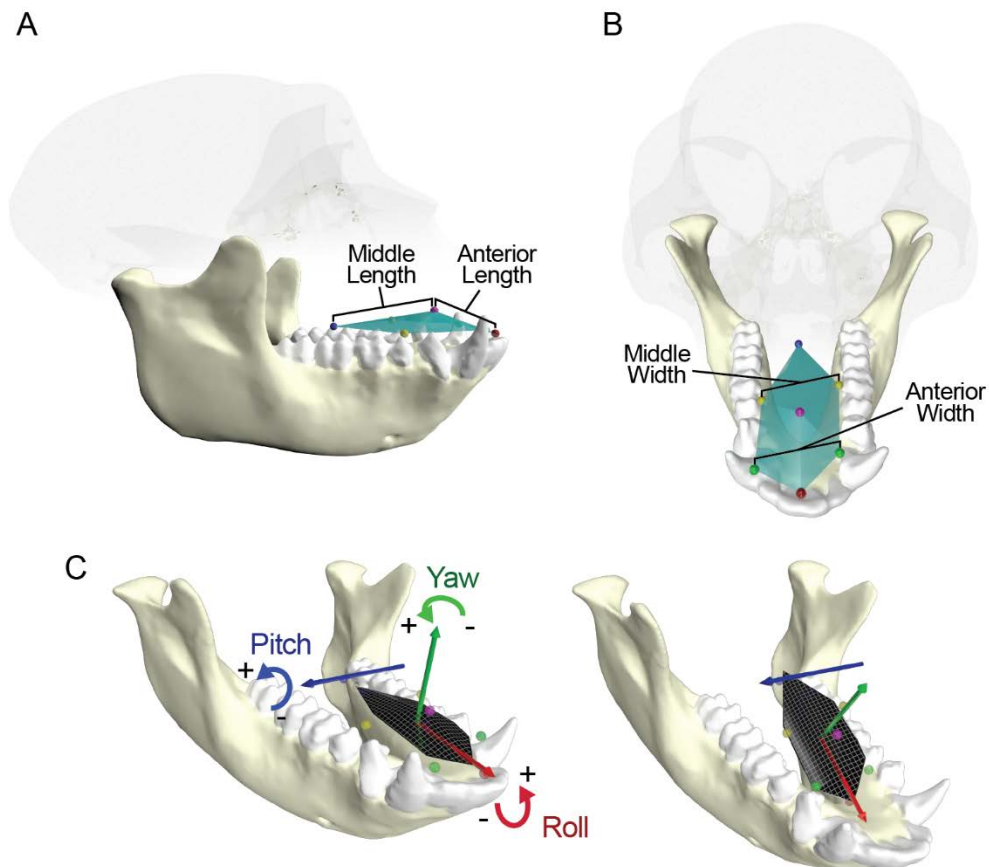 A
B
Middle
Length
Anterior
Length
Middle
Width
Anterior
Width
C
Yaw
+
-
Pitch
+
-
+
-
Roll